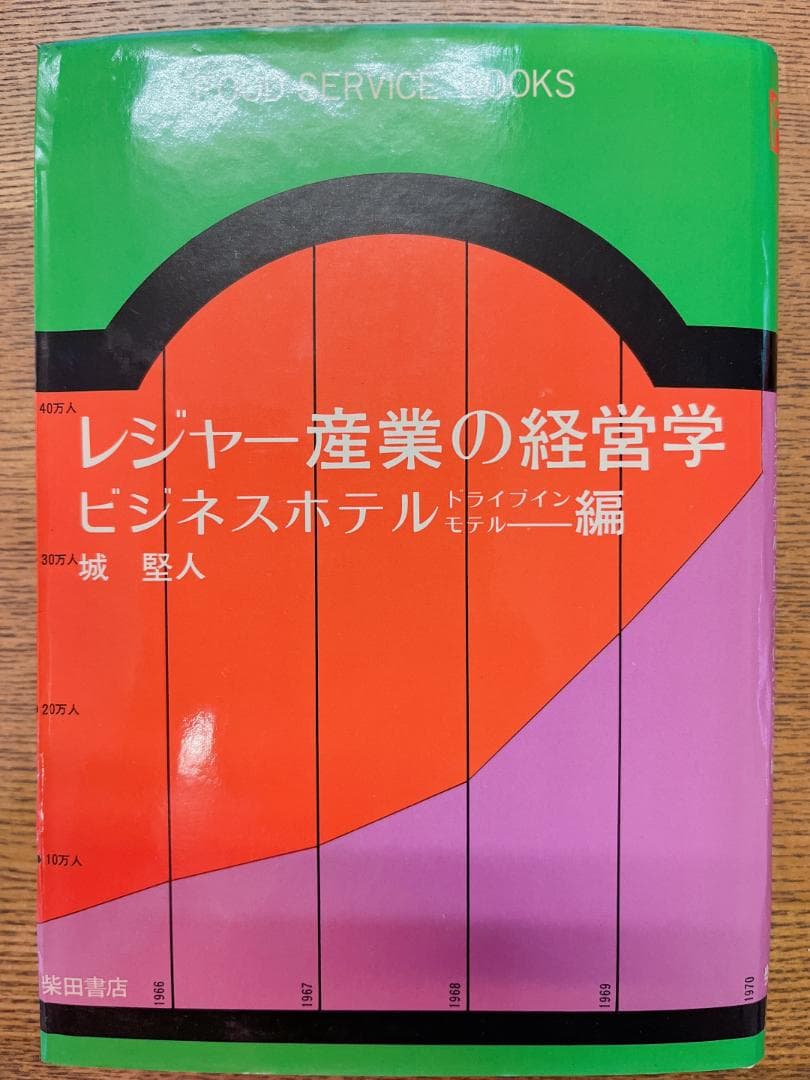 FOOD SERVICE BOOKS
40万人
レジャー産業の経営学
ビジネスホテル ドライブイン モテル――編
30万人
城 堅人
20万人
10万人
柴田書店
1966
1967
1968
1969
1970